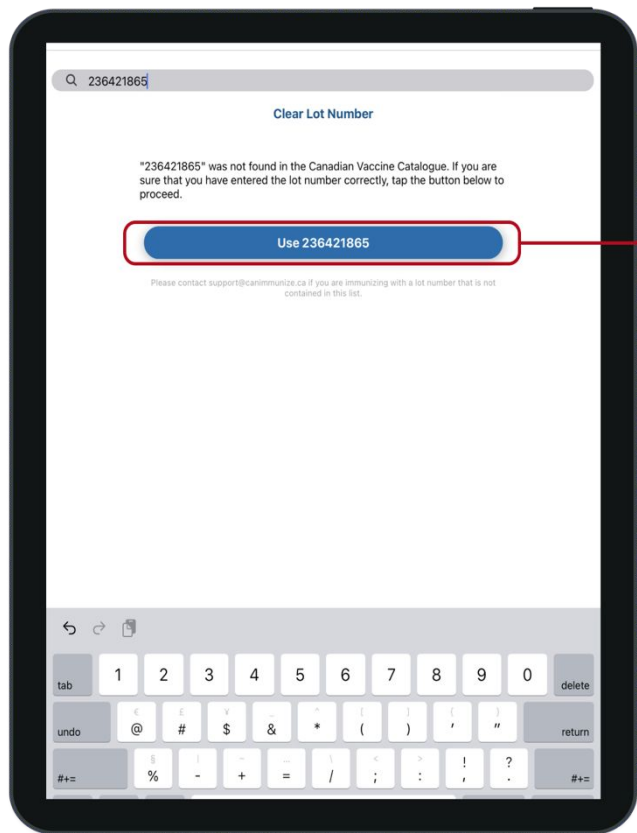 236421865
Clear Lot Number
"236421865" was not found in the Canadian Vaccine Catalogue. If you are
sure that you have entered the lot number correctly, tap the button below to
proceed.
Use 236421865
Please contact support@canimmunize.ca if you are immunizing with a lot number that is not
contained in this list.
1 2 3 4 5 6 7 8 9 0
tab delete
€ £ ¥ _ ^ [ ] { }
undo @ # $ & * ( ) ' " return
§ | ~ … \ < > ! ?
#+= % - + = / ; : , . #+=